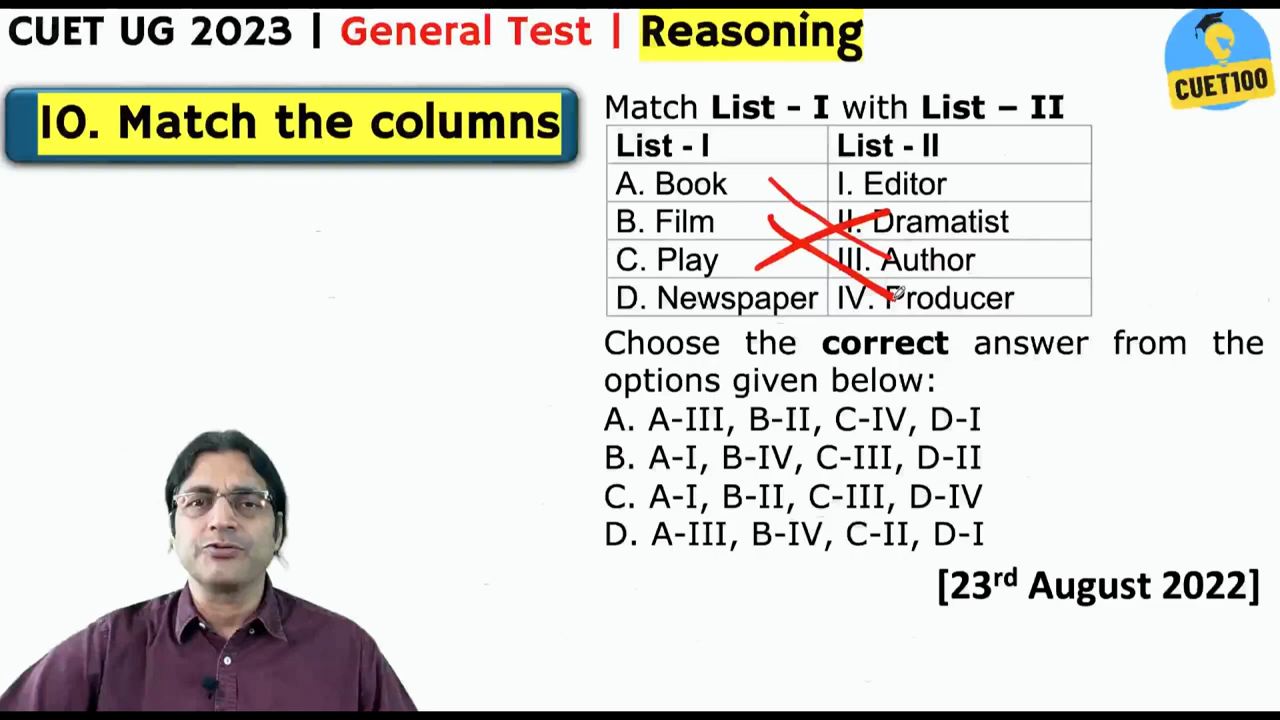 CUET UG 2023 | General Test | Reasoning
CUET100
10. Match the columns
Match List - I with List – II
List - I List - II
A. Book I. Editor
B. Film II. Dramatist
C. Play III. Author
D. Newspaper IV. Producer
Choose the correct answer from the
options given below:
A. A-III, B-II, C-IV, D-I
B. A-I, B-IV, C-III, D-II
C. A-I, B-II, C-III, D-IV
D. A-III, B-IV, C-II, D-I
[23rd August 2022]